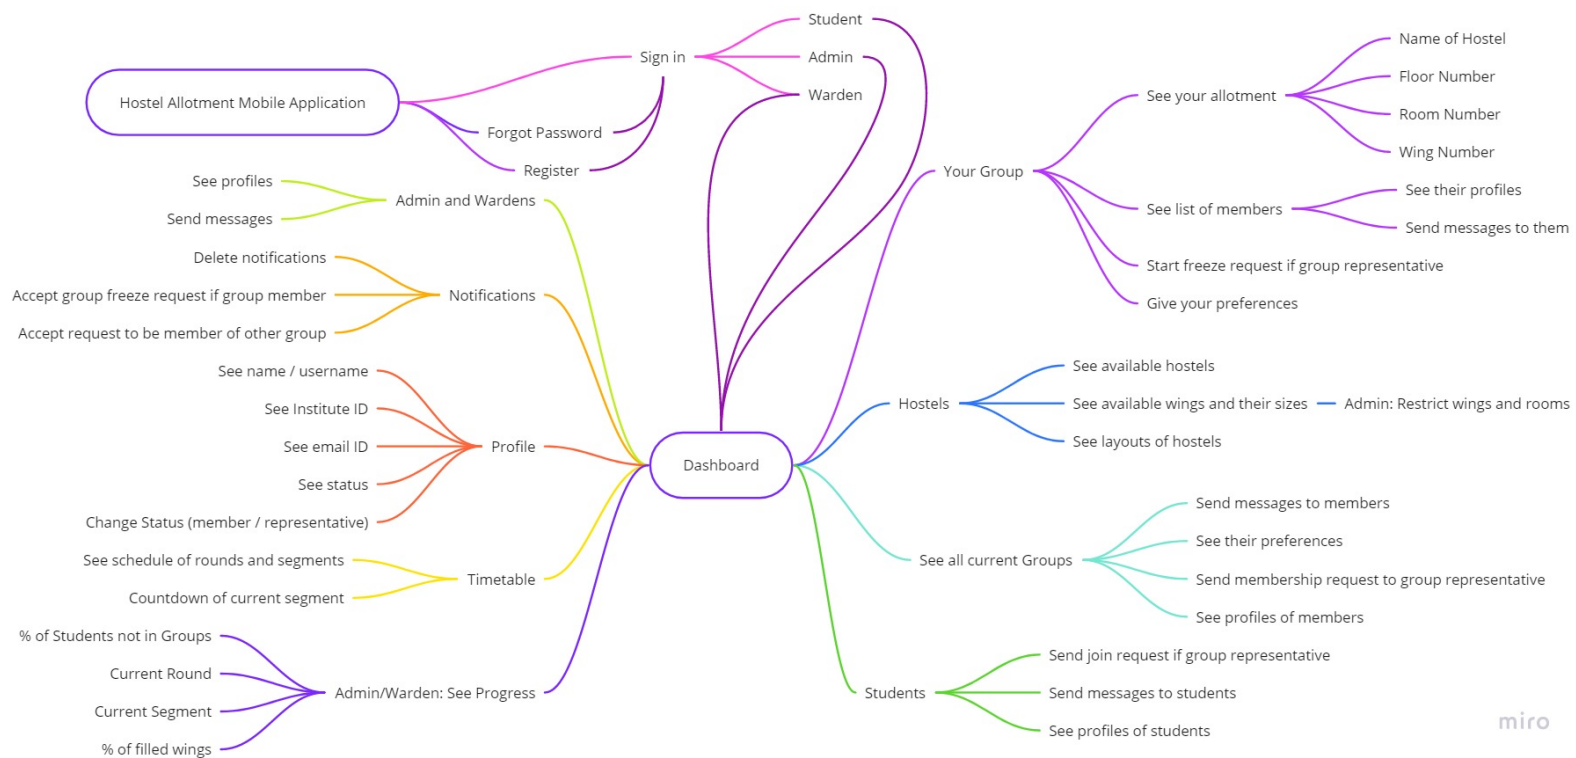 Hostel Allotment Mobile Application
Sign in
Student
Admin
Warden
Forgot Password
Register
Admin and Wardens
See profiles
Send messages
Notifications
Delete notifications
Accept group freeze request if group member
Accept request to be member of other group
Profile
See name / username
See Institute ID
See email ID
See status
Change Status (member / representative)
Timetable
See schedule of rounds and segments
Countdown of current segment
Admin/Warden: See Progress
% of Students not in Groups
Current Round
Current Segment
% of filled wings
Dashboard
Your Group
See your allotment
Name of Hostel
Floor Number
Room Number
Wing Number
See list of members
See their profiles
Send messages to them
Start freeze request if group representative
Give your preferences
Hostels
See available hostels
See available wings and their sizes
Admin: Restrict wings and rooms
See layouts of hostels
See all current Groups
Send messages to members
See their preferences
Send membership request to group representative
See profiles of members
Students
Send join request if group representative
Send messages to students
See profiles of students
miro